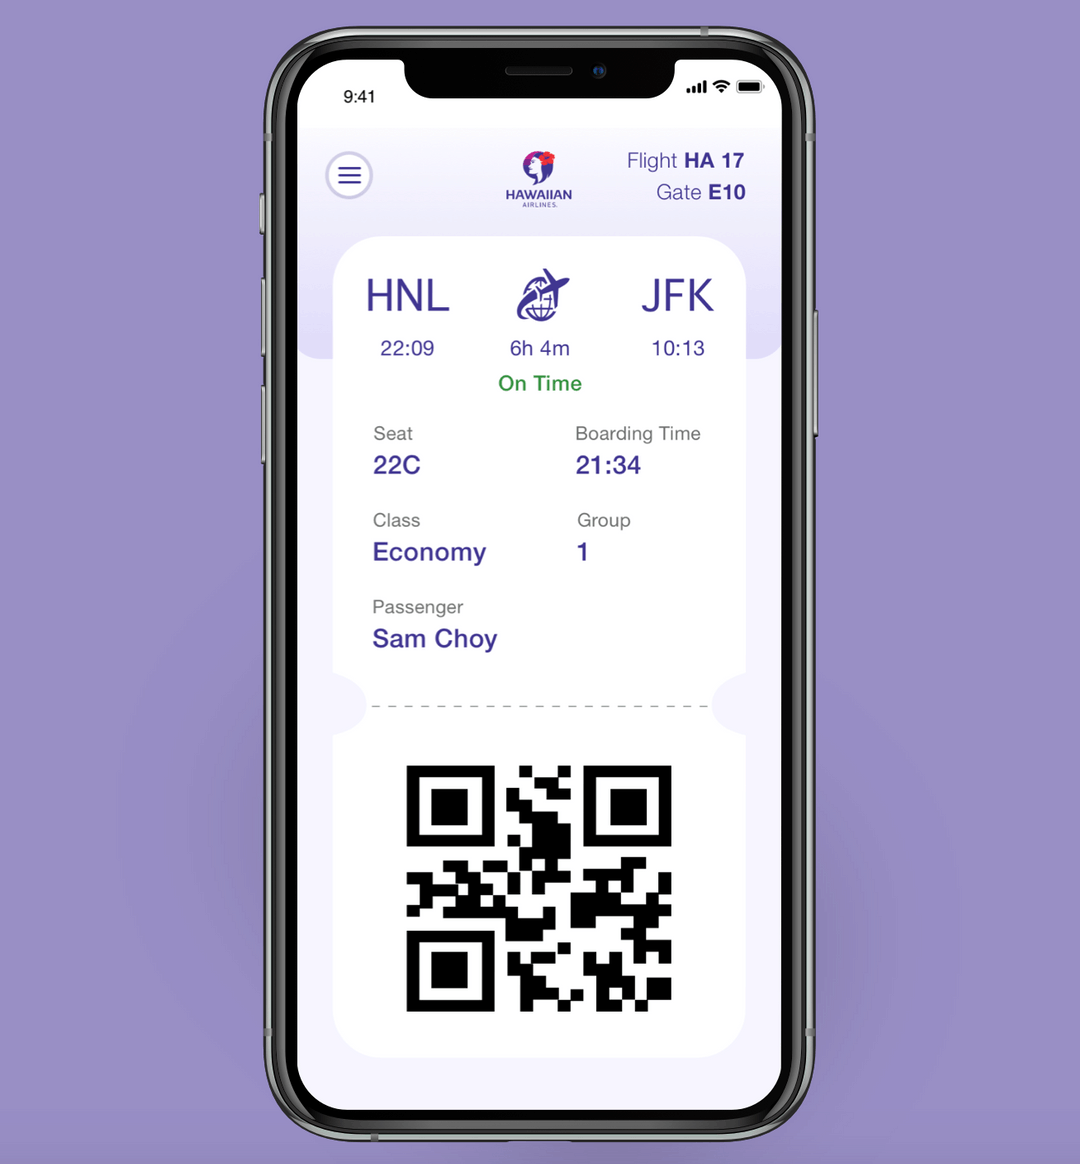 9:41
HAWAIIAN
AIRLINES.
Flight HA 17
Gate E10
HNL JFK
22:09 6h 4m 10:13
On Time
Seat Boarding Time
22C 21:34
Class Group
Economy 1
Passenger
Sam Choy